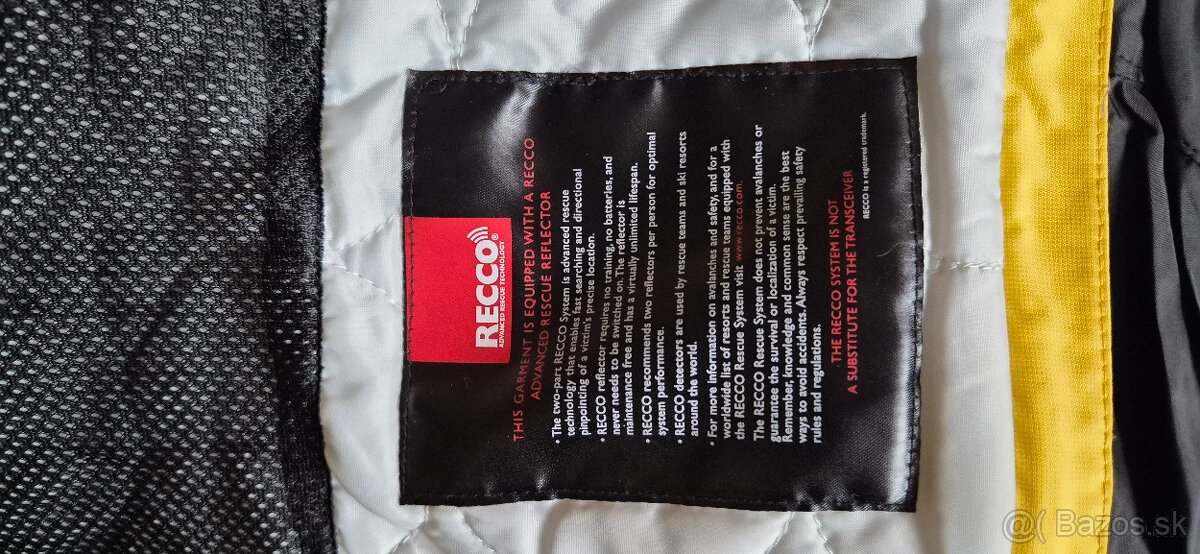 RECCO®
ADVANCED RESCUE TECHNOLOGY
THIS GARMENT IS EQUIPPED WITH A RECCO
ADVANCED RESCUE REFLECTOR
• The two-part RECCO System is advanced rescue
technology that enables fast searching and directional
pinpointing of a victim's precise location.
• RECCO reflector requires no training, no batteries, and
never needs to be switched on. The reflector is
maintenance free and has a virtually unlimited lifespan.
• RECCO recommends two reflectors per person for optimal
system performance.
• RECCO detectors are used by rescue teams and ski resorts
around the world.
• For more information on avalanches and safety, and for a
worldwide list of resorts and rescue teams equipped with
the RECCO Rescue System visit www.recco.com.
The RECCO Rescue System does not prevent avalanches or
guarantee the survival or localization of a victim.
Remember, knowledge and common sense are the best
ways to avoid accidents. Always respect prevailing safety
rules and regulations.
THE RECCO SYSTEM IS NOT
A SUBSTITUTE FOR THE TRANSCEIVER
RECCO is a registered trademark.
@( Bazos.sk